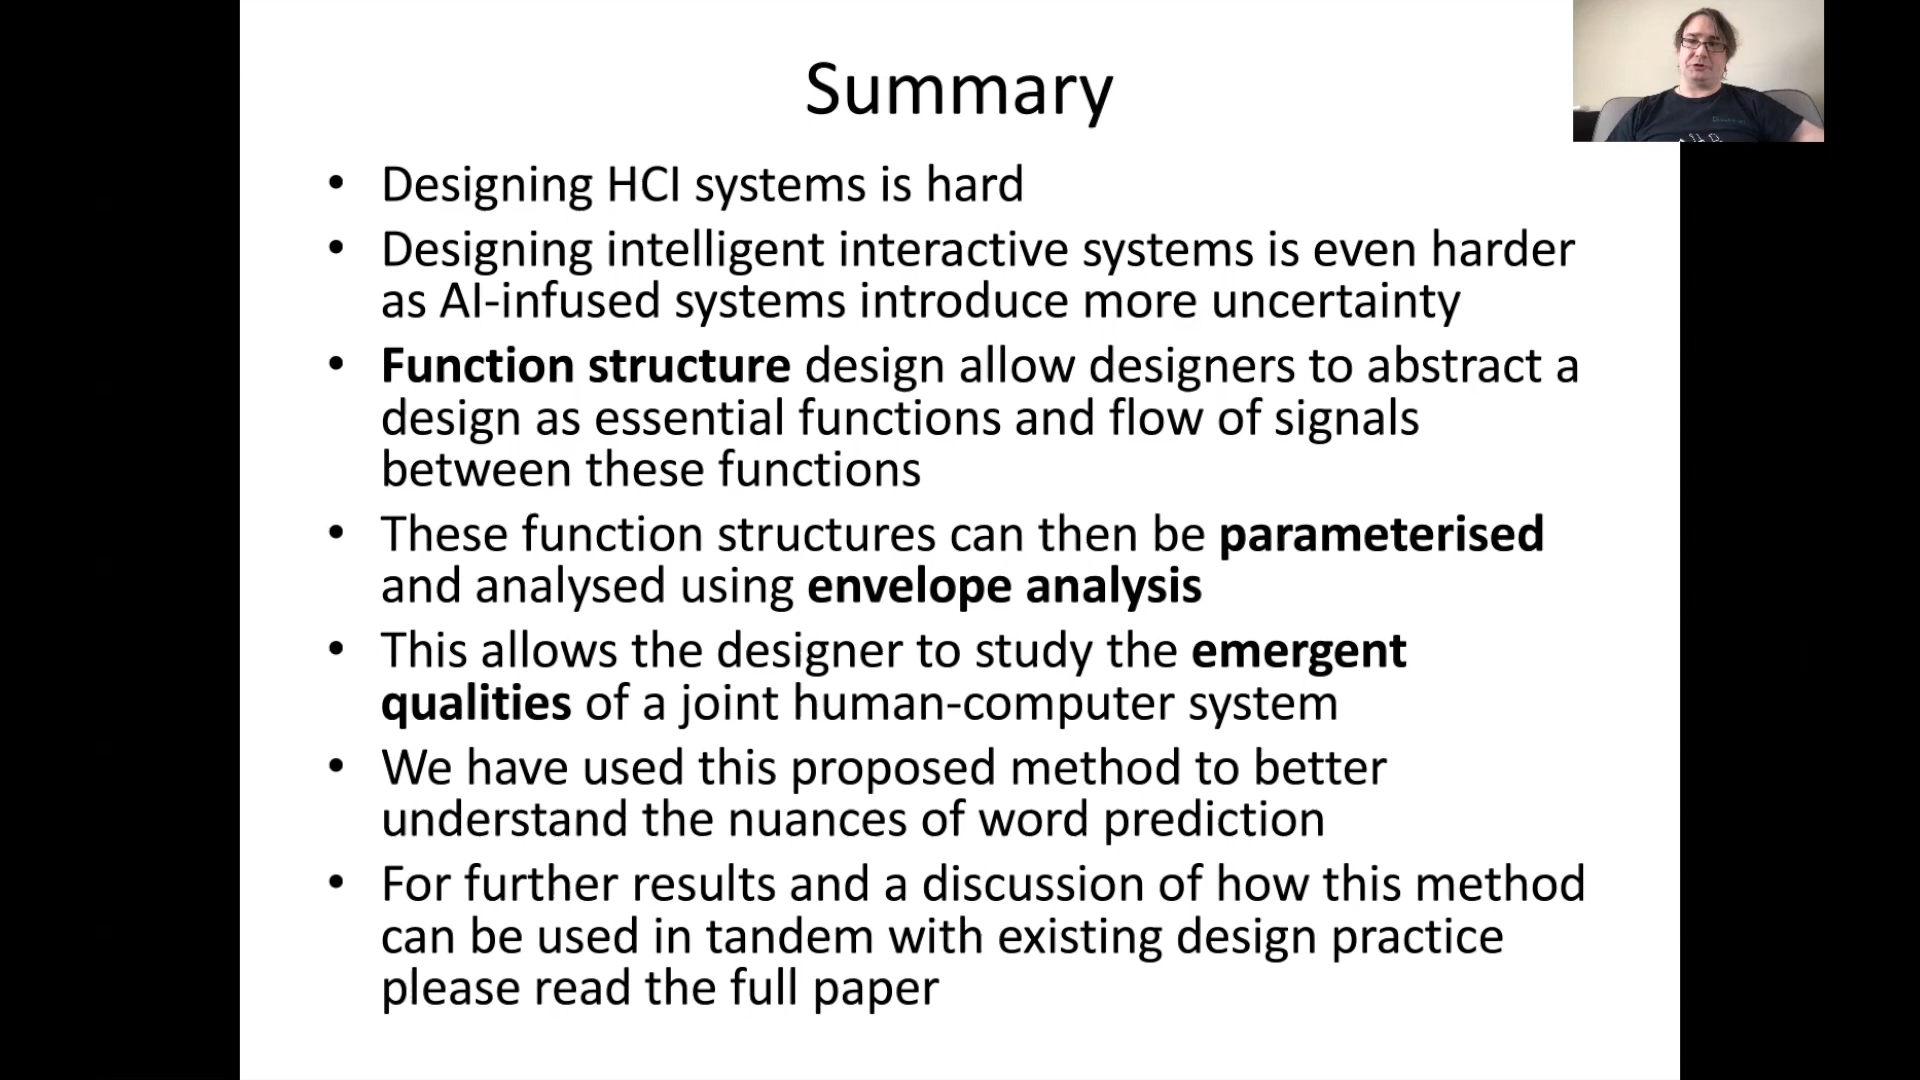 Summary
• Designing HCI systems is hard
• Designing intelligent interactive systems is even harder
as AI-infused systems introduce more uncertainty
• Function structure design allow designers to abstract a
design as essential functions and flow of signals
between these functions
• These function structures can then be parameterised
and analysed using envelope analysis
• This allows the designer to study the emergent
qualities of a joint human-computer system
• We have used this proposed method to better
understand the nuances of word prediction
• For further results and a discussion of how this method
can be used in tandem with existing design practice
please read the full paper